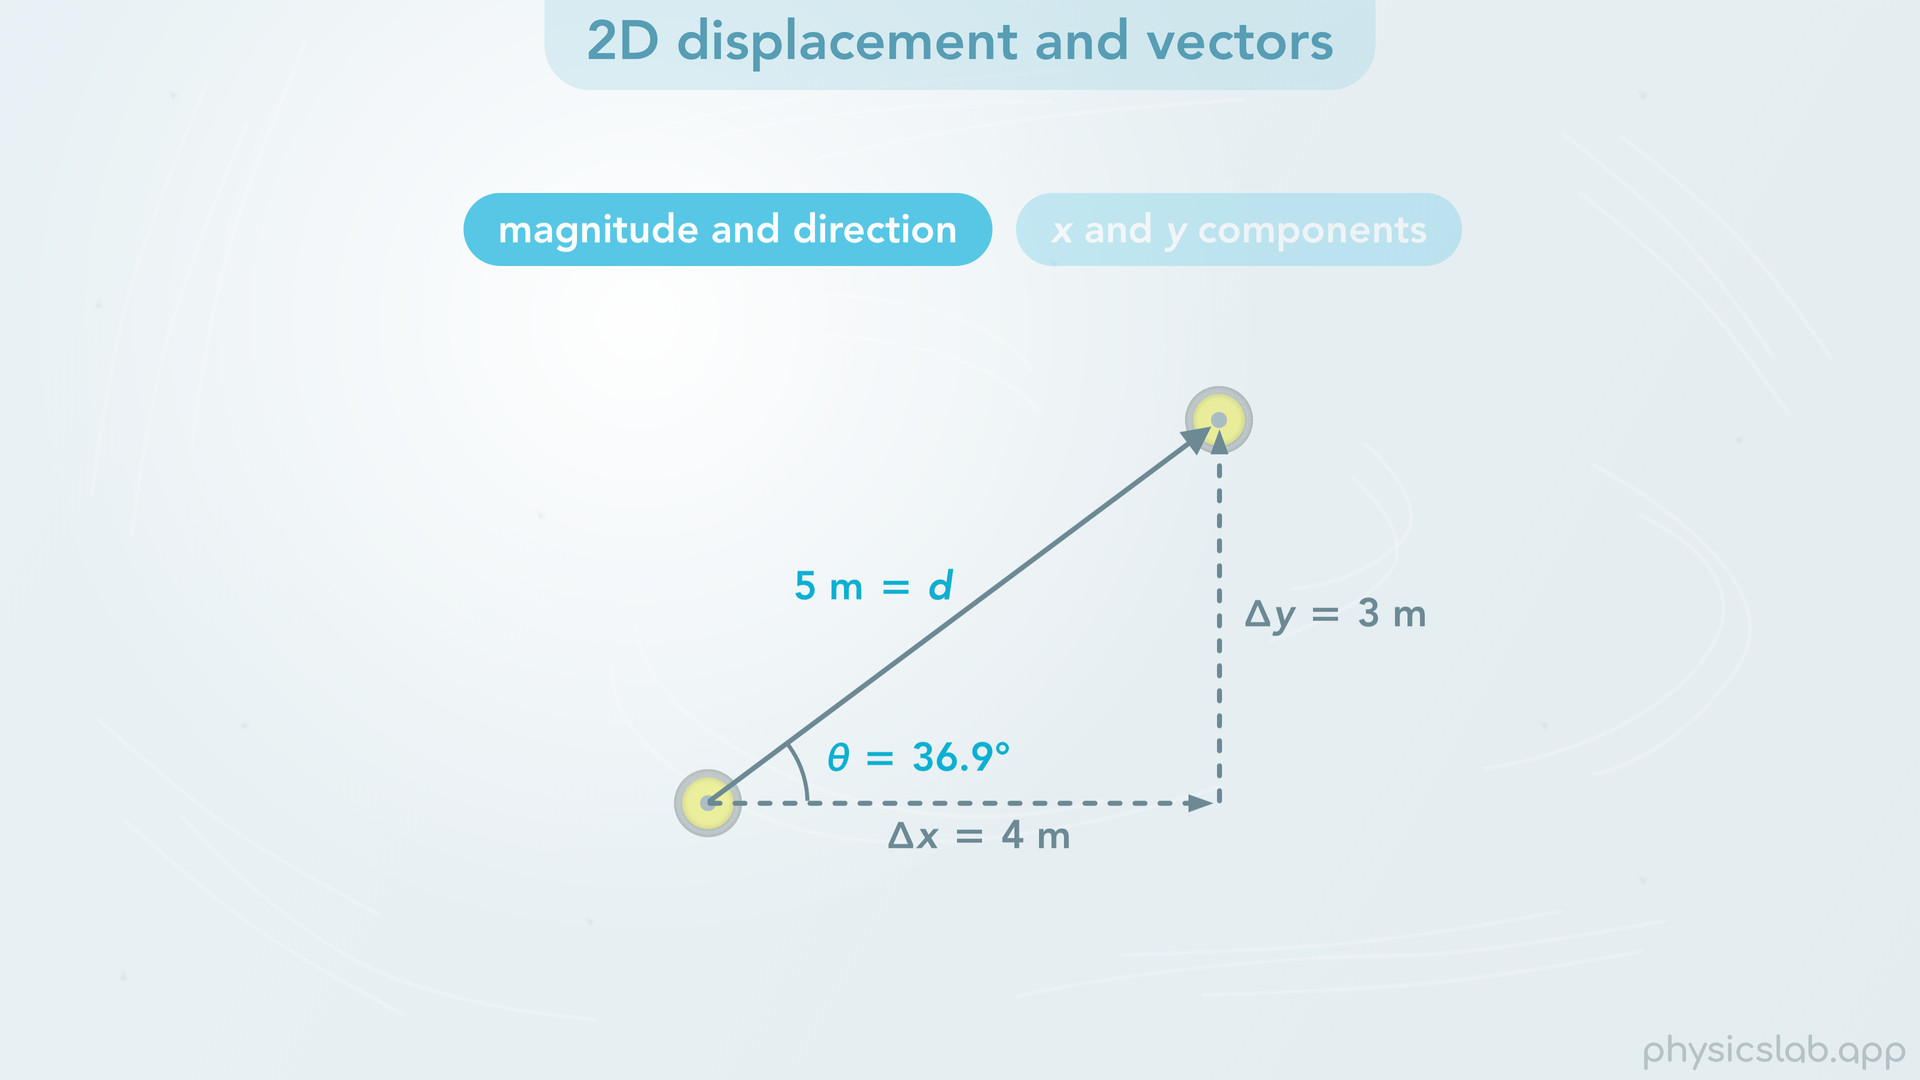 2D displacement and vectors
magnitude and direction
x and y components
5 m = d
Δy = 3 m
θ = 36.9°
Δx = 4 m
physicslab.app